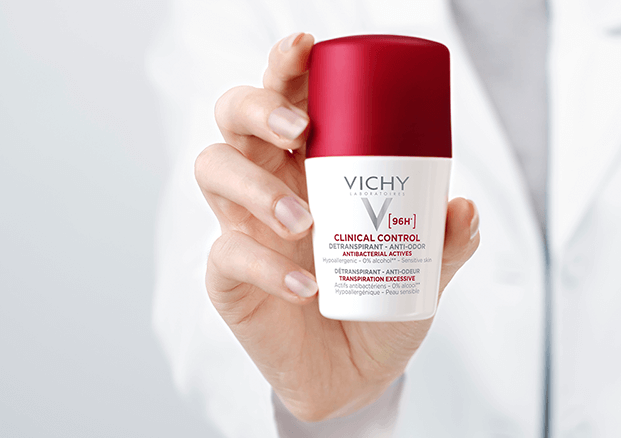 VICHY
LABORATOIRES
V [96H*]
CLINICAL CONTROL
DETRANSPIRANT - ANTI-ODOR
ANTIBACTERIAL ACTIVES
Hypoallergenic - 0% alcohol** - Sensitive skin
DÉTRANSPIRANT - ANTI-ODEUR
TRANSPIRATION EXCESSIVE
Actifs antibactériens - 0% alcool**
Hypoallergénique - Peau sensible